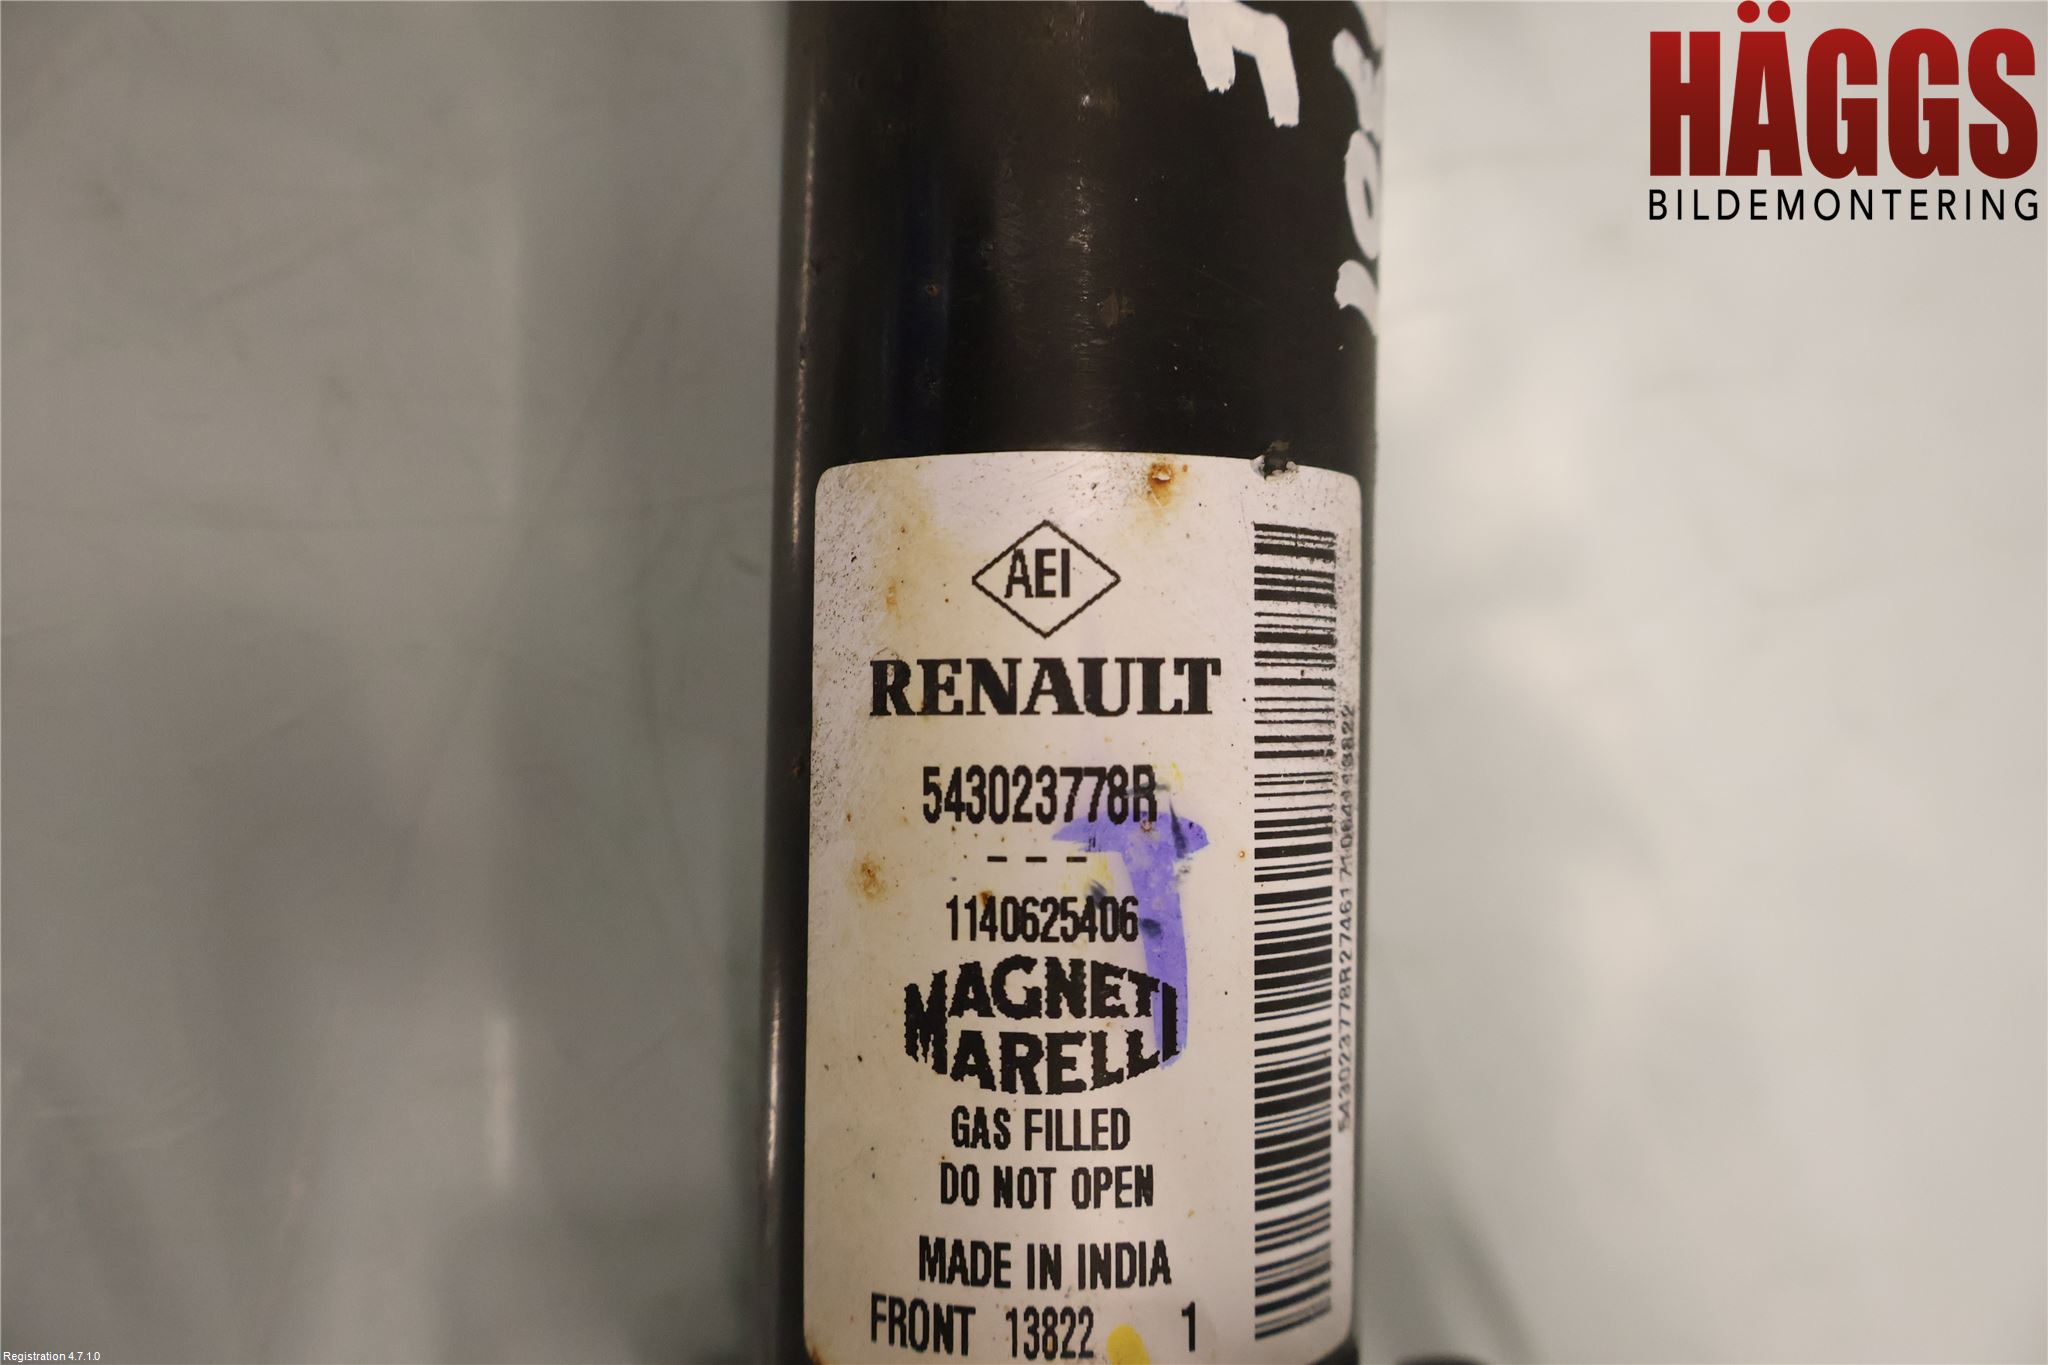 HÄGGS
BILDEMONTERING
AEI
RENAULT
543023778R
---
1140625406
MAGNETI
MARELLI
GAS FILLED
DO NOT OPEN
MADE IN INDIA
FRONT 13822 1
Registration 4.7.1.0